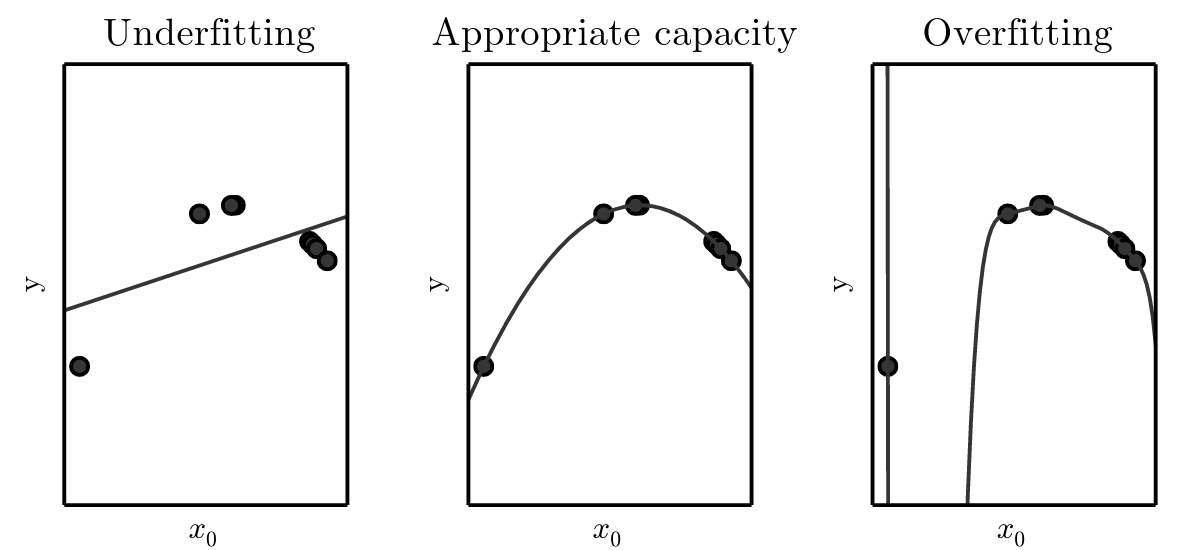 Underfitting
Appropriate capacity
Overfitting
y
y
y
x₀
x₀
x₀